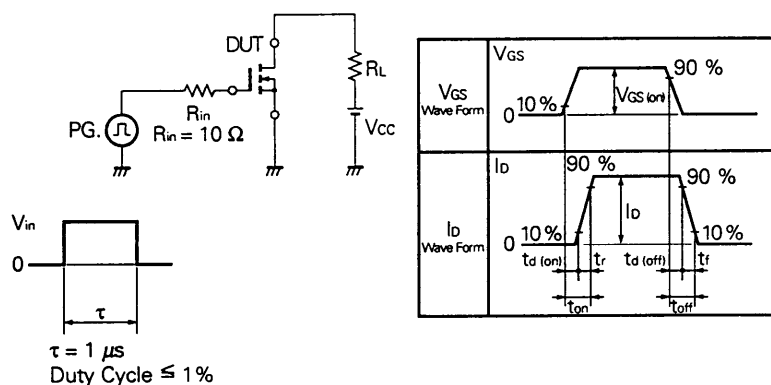 DUT
RL
Rin
Rin = 10 Ω
PG.
VCC
Vin
0
τ
τ = 1 μs
Duty Cycle ≦ 1%
VGS
Wave Form
VGS
90 %
VGS (on)
10 %
0
ID
Wave Form
ID
90 %
90 %
ID
10 %
10 %
0
td (on)
tr
td (off)
tf
ton
toff